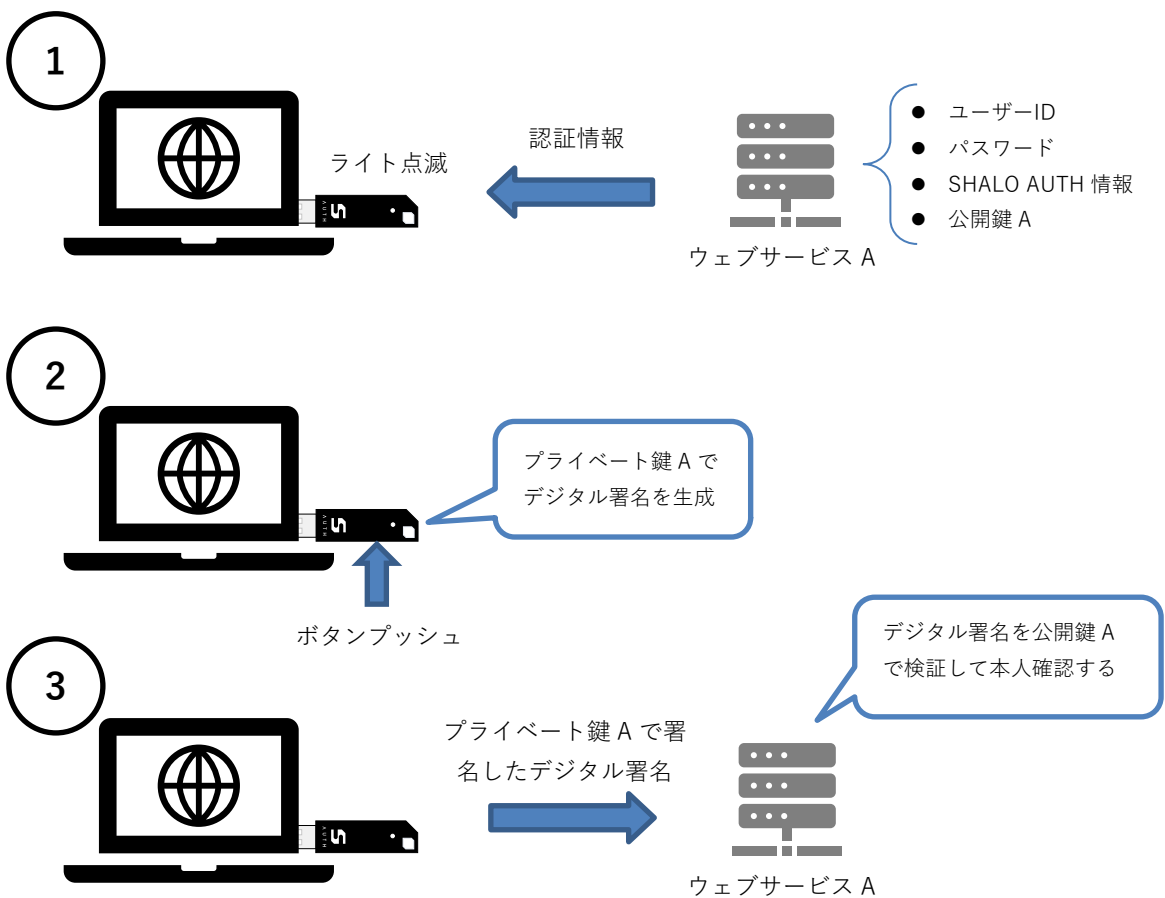 1
ライト点滅
認証情報
ユーザーID
パスワード
SHALO AUTH 情報
公開鍵 A
ウェブサービス A
S AUTH
2
プライベート鍵 A で
デジタル署名を生成
S AUTH
ボタンプッシュ
デジタル署名を公開鍵 A
で検証して本人確認する
3
プライベート鍵 A で署
名したデジタル署名
S AUTH
ウェブサービス A